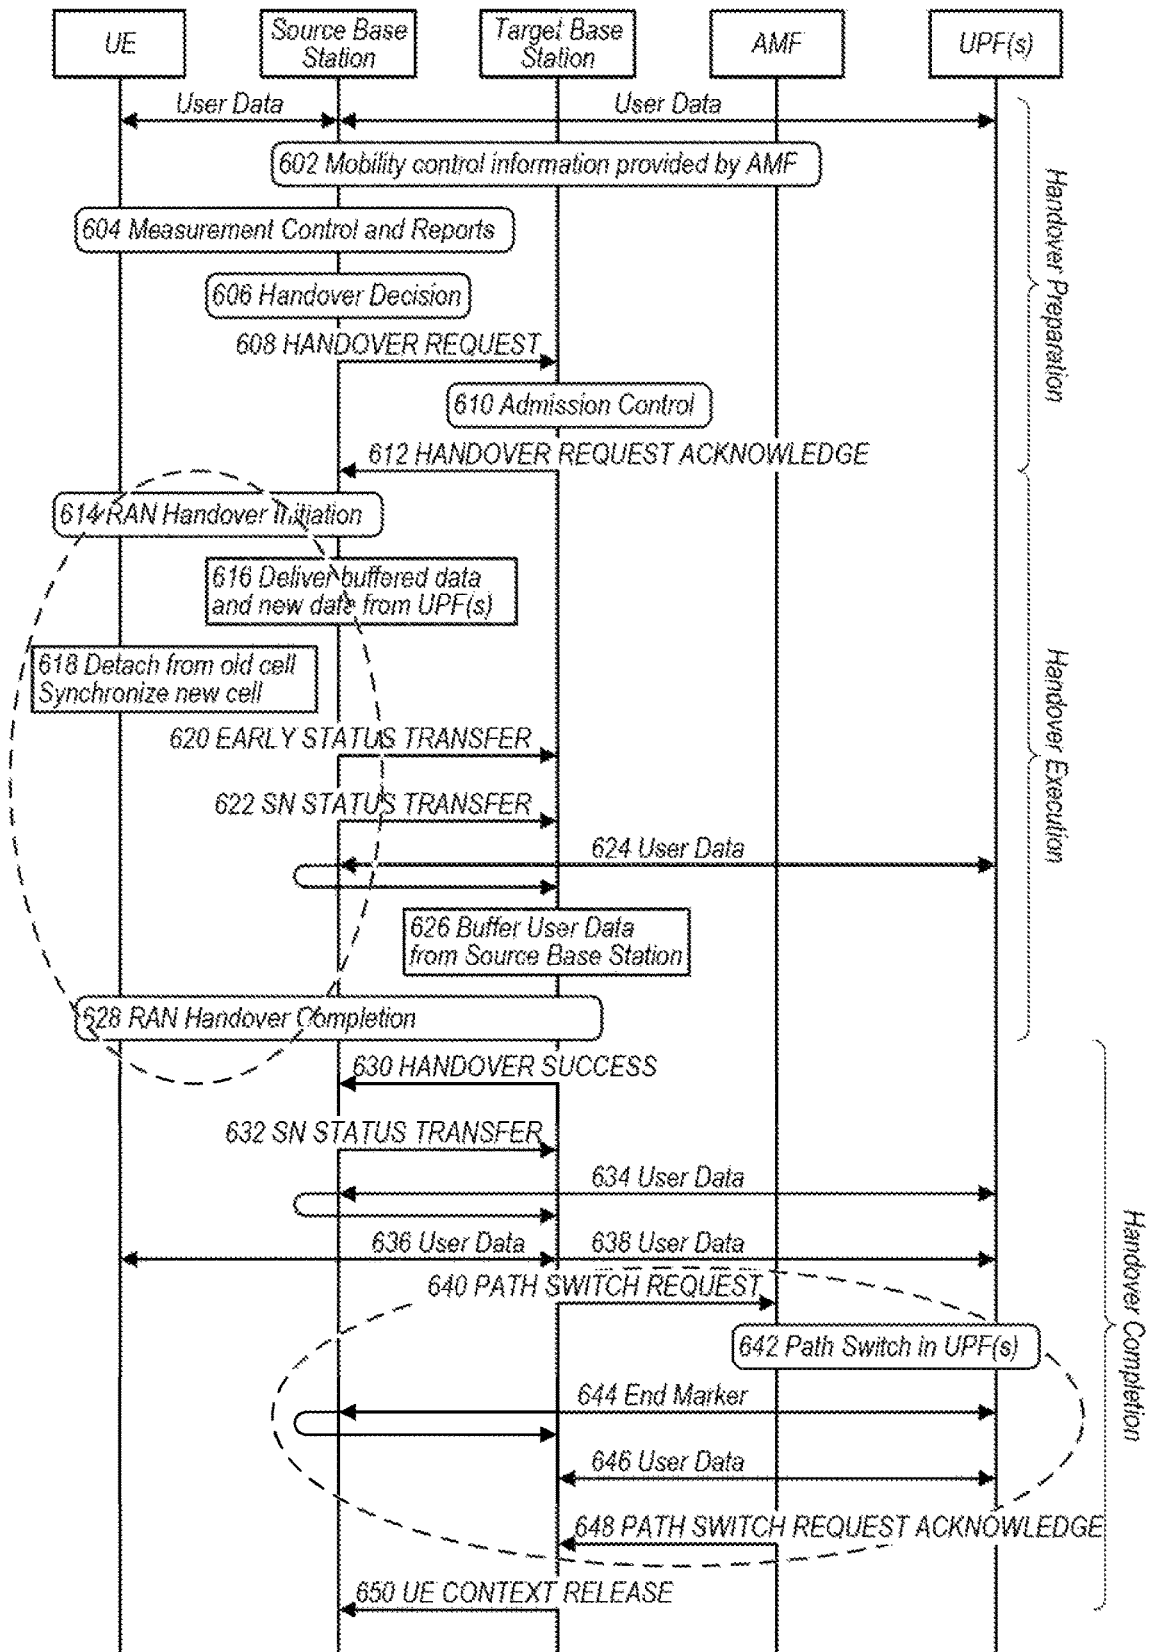 UE
Source Base
Station
Target Base
Station
AMF
UPF(s)
User Data
User Data
602 Mobility control information provided by AMF
604 Measurement Control and Reports
606 Handover Decision
608 HANDOVER REQUEST
610 Admission Control
612 HANDOVER REQUEST ACKNOWLEDGE
Handover Preparation
614 RAN Handover Initiation
616 Deliver buffered data
and new date from UPF(s)
618 Detach from old cell
Synchronize new cell
620 EARLY STATUS TRANSFER
622 SN STATUS TRANSFER
624 User Data
626 Buffer User Data
from Source Base Station
628 RAN Handover Completion
Handover Execution
630 HANDOVER SUCCESS
632 SN STATUS TRANSFER
634 User Data
636 User Data
638 User Data
640 PATH SWITCH REQUEST
642 Path Switch in UPF(s)
644 End Marker
646 User Data
648 PATH SWITCH REQUEST ACKNOWLEDGE
650 UE CONTEXT RELEASE
Handover Completion